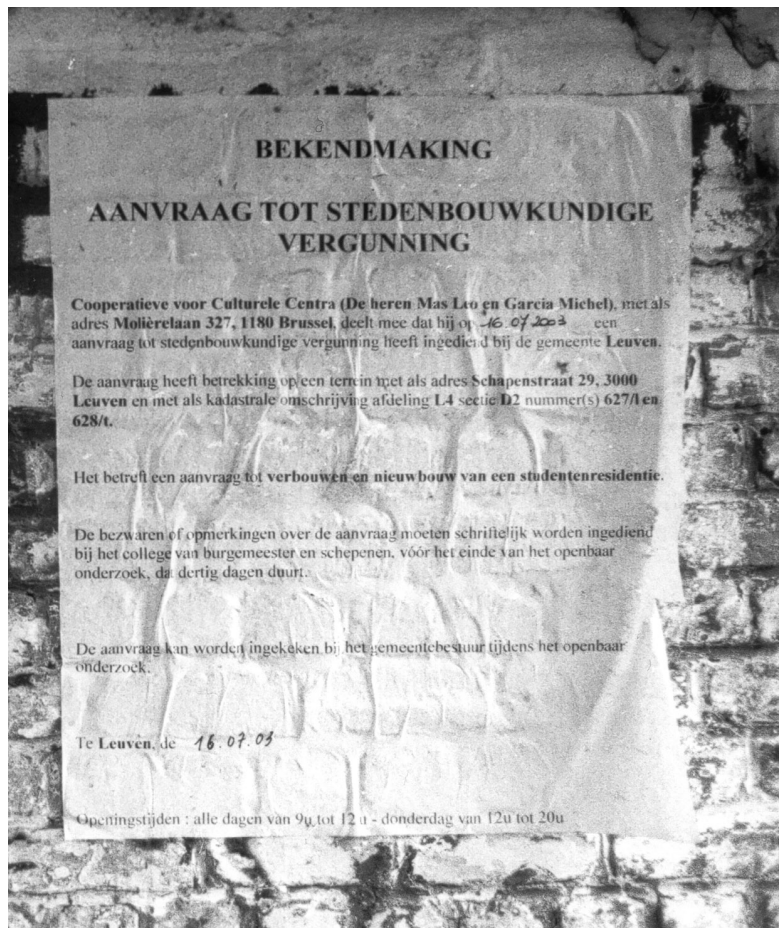 BEKENDMAKING
AANVRAAG TOT STEDENBOUWKUNDIGE
VERGUNNING
Cooperatieve voor Culturele Centra (De heren Mas Leo en Garcia Michel), met als
adres Molièrelaan 327, 1180 Brussel, deelt mee dat hij op 16.07.2003 een
aanvraag tot stedenbouwkundige vergunning heeft ingediend bij de gemeente Leuven.
De aanvraag heeft betrekking op een terrein met als adres Schapenstraat 29, 3000
Leuven en met als kadastrale omschrijving afdeling L4 sectie D2 nummer(s) 627/l en
628/t.
Het betreft een aanvraag tot verbouwen en nieuwbouw van een studentenresidentie.
De bezwaren of opmerkingen over de aanvraag moeten schriftelijk worden ingediend
bij het college van burgemeester en schepenen, vóór het einde van het openbaar
onderzoek, dat dertig dagen duurt.
De aanvraag kan worden ingekeken bij het gemeentebestuur tijdens het openbaar
onderzoek.
Te Leuven, de 16.07.03
Openingstijden : alle dagen van 9u tot 12 u - donderdag van 12u tot 20u